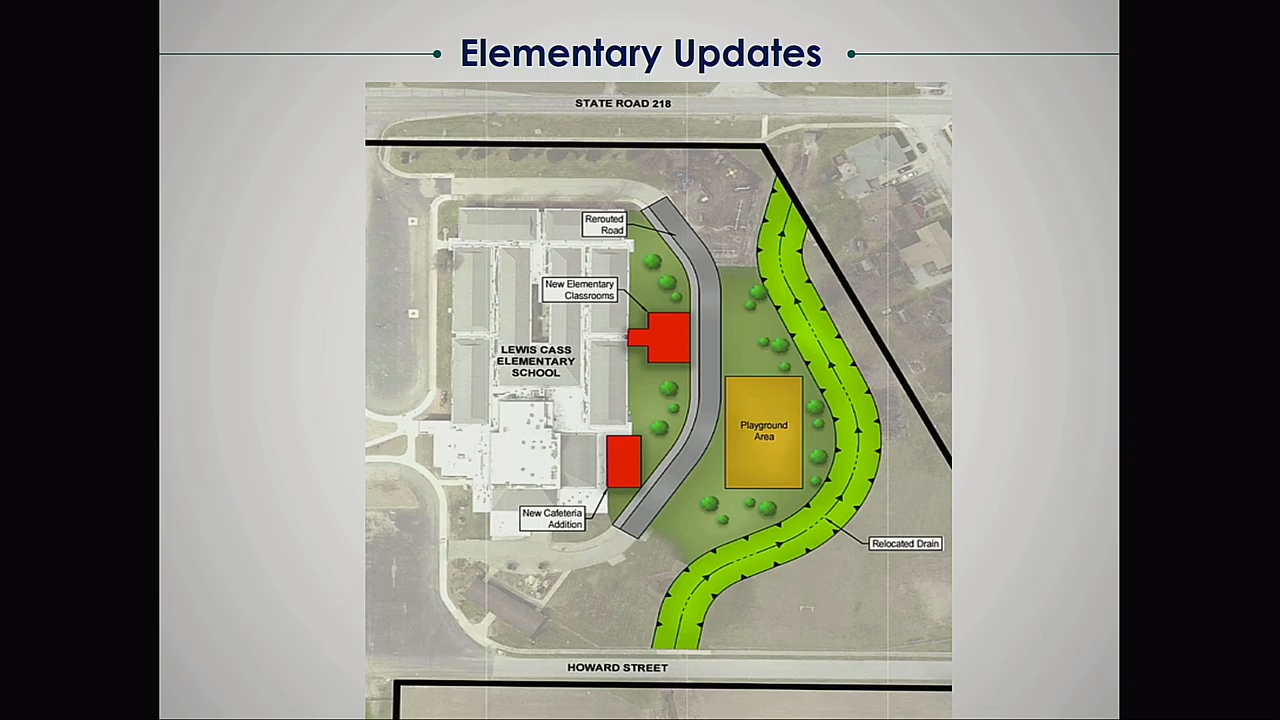 Elementary Updates
STATE ROAD 218
Rerouted
Road
New Elementary
Classrooms
LEWIS CASS
ELEMENTARY
SCHOOL
Playground
Area
New Cafeteria
Addition
Relocated Drain
HOWARD STREET